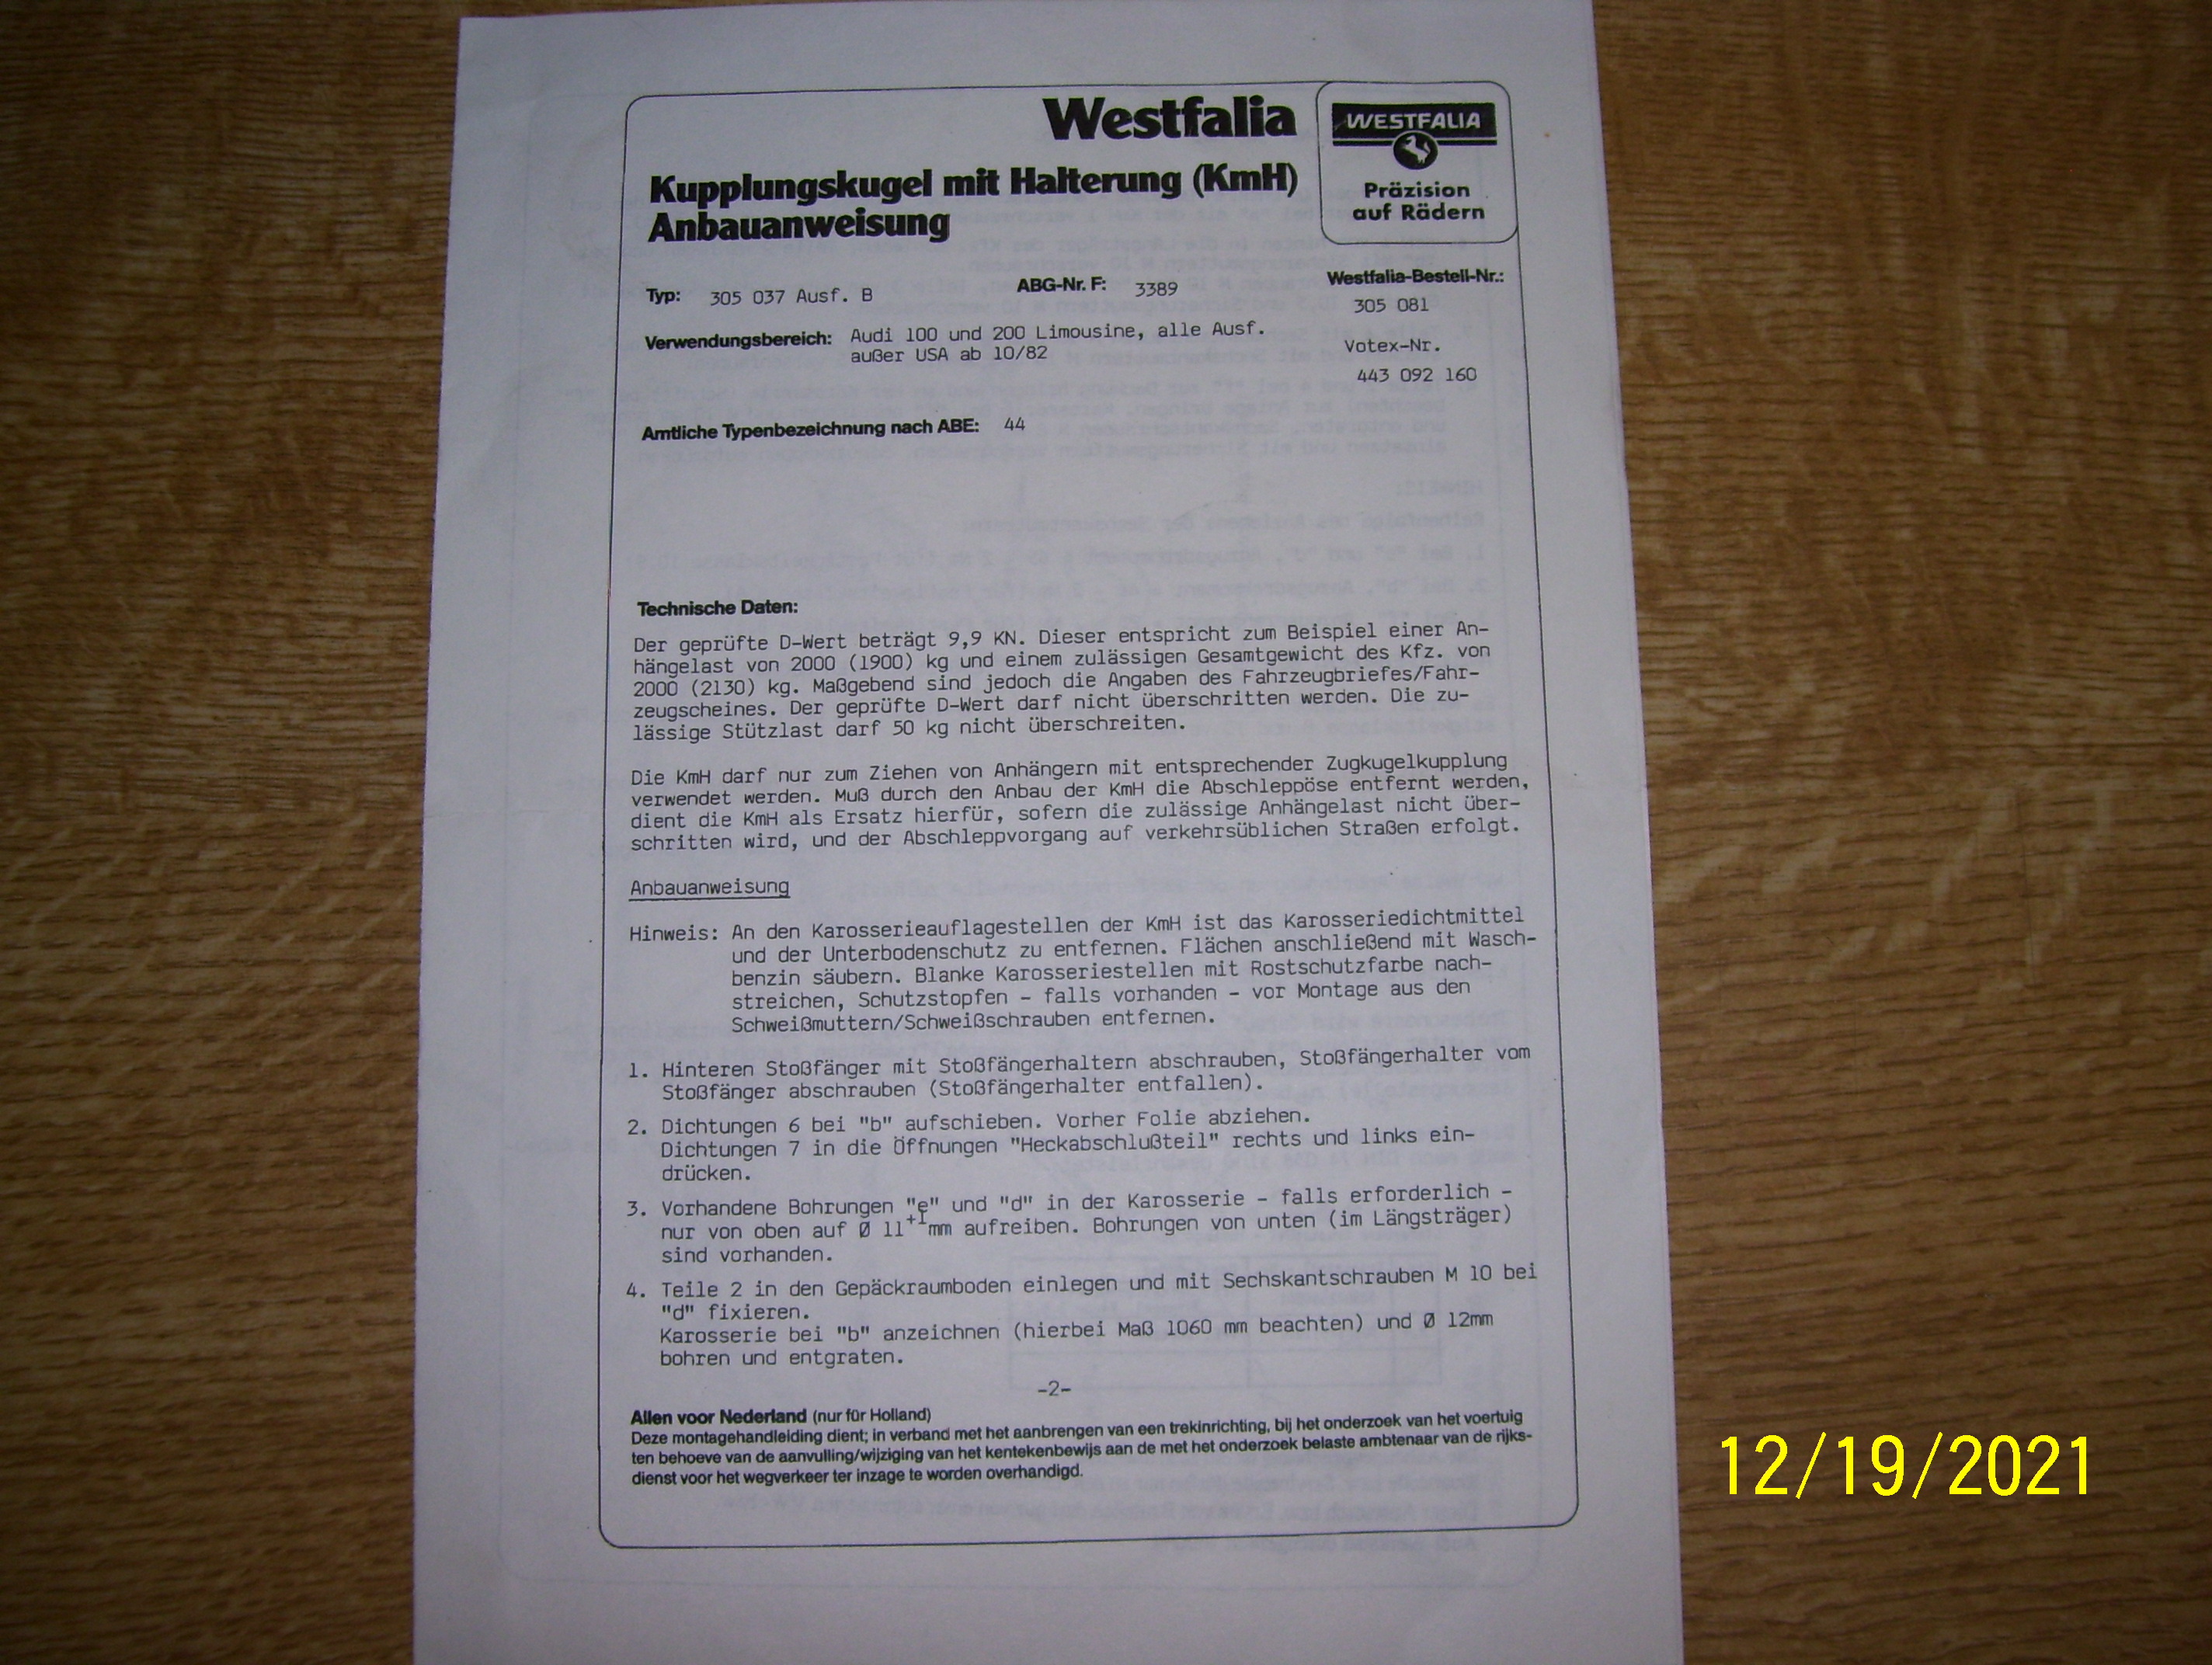 Westfalia
WESTFALIA
Präzision
auf Rädern
Kupplungskugel mit Halterung (KmH)
Anbauanweisung
Typ: 305 037 Ausf. B
ABG-Nr. F: 3389
Westfalia-Bestell-Nr.:
305 081
Verwendungsbereich: Audi 100 und 200 Limousine, alle Ausf.
außer USA ab 10/82
Votex-Nr.
443 092 160
Amtliche Typenbezeichnung nach ABE: 44
Technische Daten:
Der geprüfte D-Wert beträgt 9,9 KN. Dieser entspricht zum Beispiel einer An-
hängelast von 2000 (1900) kg und einem zulässigen Gesamtgewicht des Kfz. von
2000 (2130) kg. Maßgebend sind jedoch die Angaben des Fahrzeugbriefes/Fahr-
zeugscheines. Der geprüfte D-Wert darf nicht überschritten werden. Die zu-
lässige Stützlast darf 50 kg nicht überschreiten.
Die KmH darf nur zum Ziehen von Anhängern mit entsprechender Zugkugelkupplung
verwendet werden. Muß durch den Anbau der KmH die Abschleppöse entfernt werden,
dient die KmH als Ersatz hierfür, sofern die zulässige Anhängelast nicht über-
schritten wird, und der Abschleppvorgang auf verkehrsüblichen Straßen erfolgt.
Anbauanweisung
Hinweis: An den Karosserieauflagestellen der KmH ist das Karosseriedichtmittel
und der Unterbodenschutz zu entfernen. Flächen anschließend mit Wasch-
benzin säubern. Blanke Karosseriestellen mit Rostschutzfarbe nach-
streichen, Schutzstopfen - falls vorhanden - vor Montage aus den
Schweißmuttern/Schweißschrauben entfernen.
1. Hinteren Stoßfänger mit Stoßfängerhaltern abschrauben, Stoßfängerhalter vom
Stoßfänger abschrauben (Stoßfängerhalter entfallen).
2. Dichtungen 6 bei "b" aufschieben. Vorher Folie abziehen.
Dichtungen 7 in die Öffnungen "Heckabschlußteil" rechts und links ein-
drücken.
3. Vorhandene Bohrungen "e" und "d" in der Karosserie - falls erforderlich -
nur von oben auf Ø 11+1mm aufreiben. Bohrungen von unten (im Längsträger)
sind vorhanden.
4. Teile 2 in den Gepäckraumboden einlegen und mit Sechskantschrauben M 10 bei
"d" fixieren.
Karosserie bei "b" anzeichnen (hierbei Maß 1060 mm beachten) und Ø 12mm
bohren und entgraten.
-2-
Allen voor Nederland (nur für Holland)
Deze montagehandleiding dient; in verband met het aanbrengen van een trekinrichting, bij het onderzoek van het voertuig
ten behoeve van de aanvulling/wijziging van het kentekenbewijs aan de met het onderzoek belaste ambtenaar van de rijks-
dienst voor het wegverkeer ter inzage te worden overhandigd.
12/19/2021